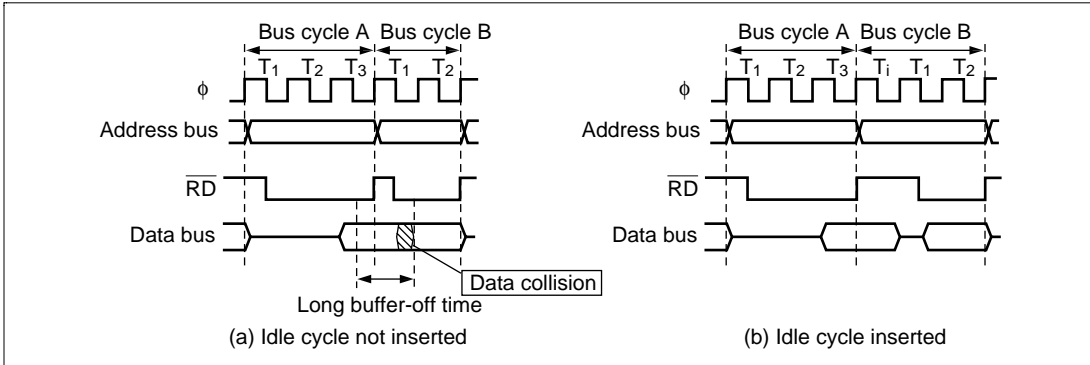 Bus cycle A Bus cycle B
T1 T2 T3 T1 T2
ϕ
Address bus
RD
Data bus
Data collision
Long buffer-off time
(a) Idle cycle not inserted
Bus cycle A Bus cycle B
T1 T2 T3 Ti T1 T2
ϕ
Address bus
RD
Data bus
(b) Idle cycle inserted